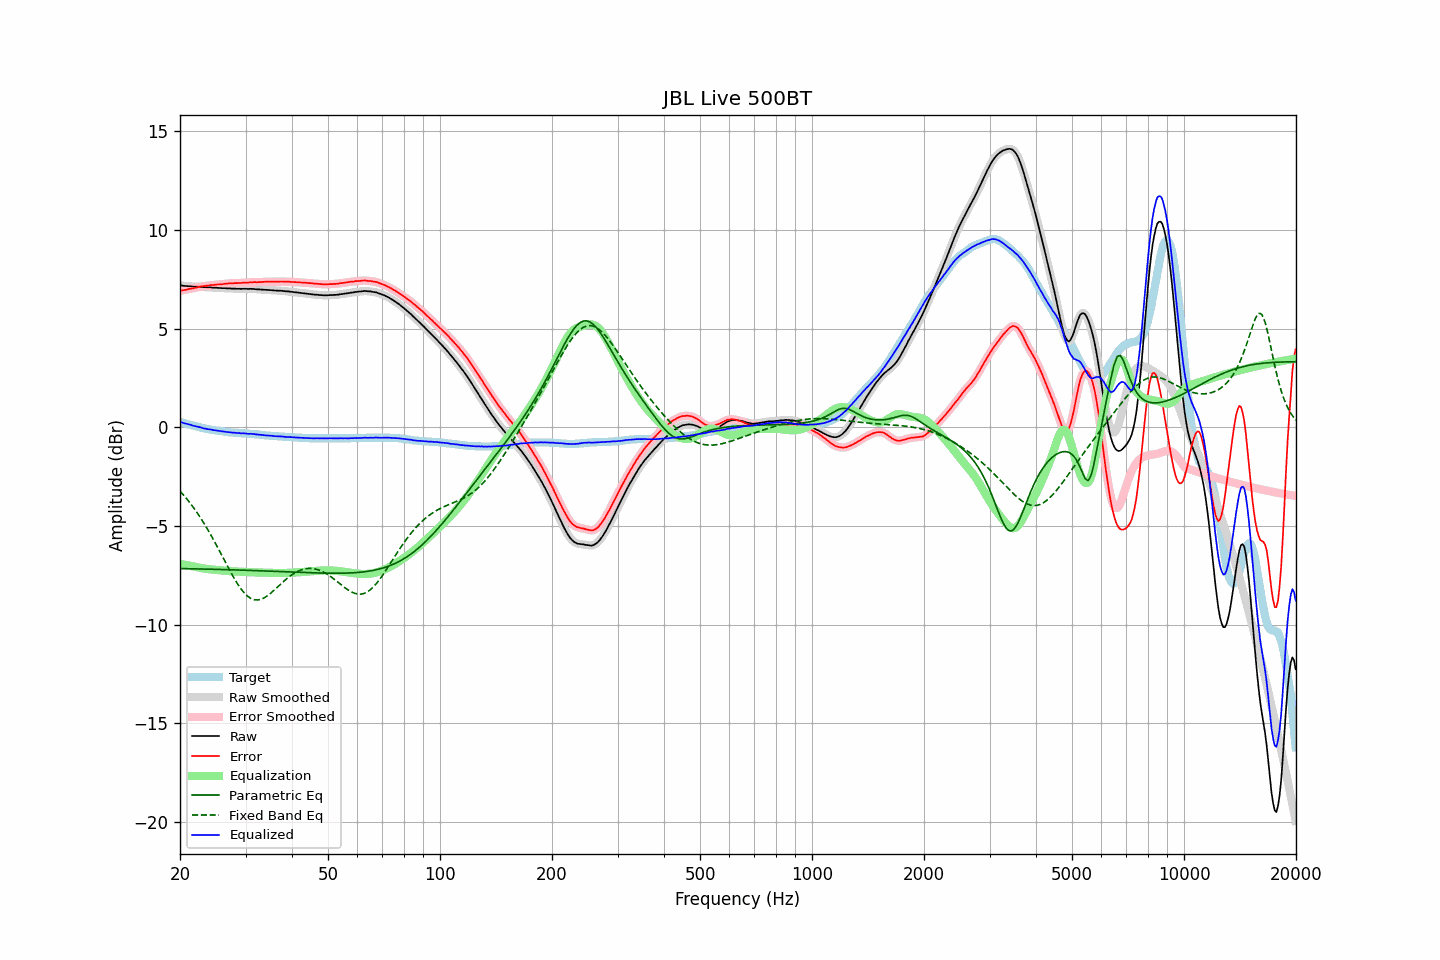 JBL Live 500BT
Amplitude (dBr)
15
10
5
0
−5
−10
−15
−20
Target
Raw Smoothed
Error Smoothed
Raw
Error
Equalization
Parametric Eq
Fixed Band Eq
Equalized
20 50 100 200 500 1000 2000 5000 10000 20000
Frequency (Hz)